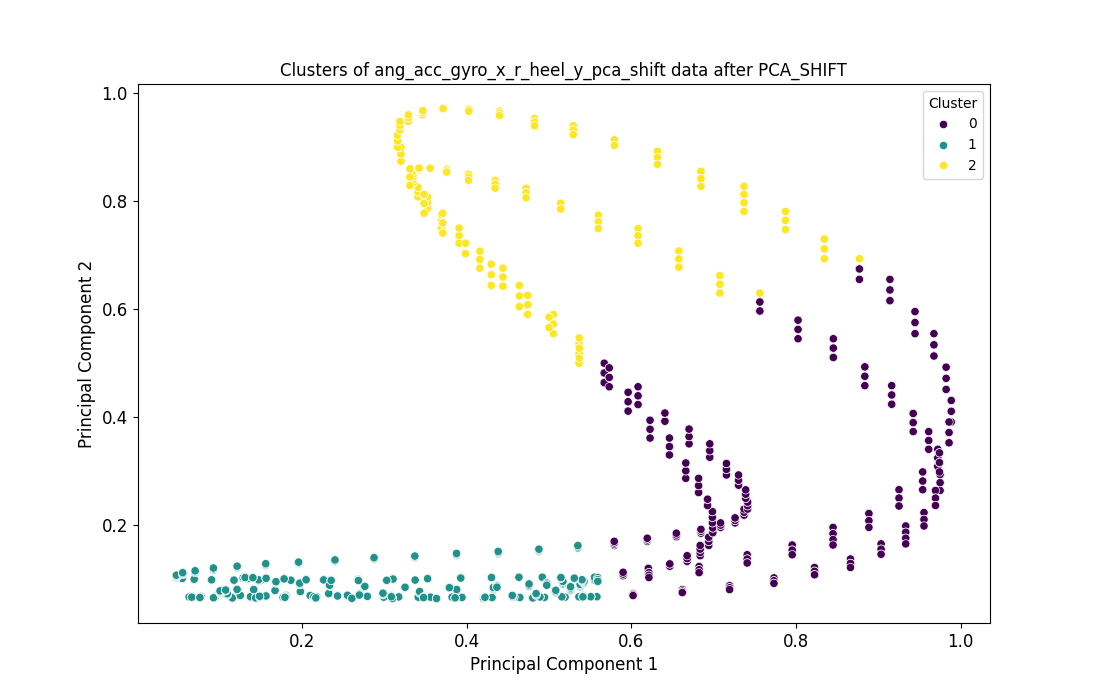 Clusters of ang_acc_gyro_x_r_heel_y_pca_shift data after PCA_SHIFT
Cluster
0
1
2
1.0
0.8
0.6
0.4
0.2
Principal Component 2
0.2 0.4 0.6 0.8 1.0
Principal Component 1